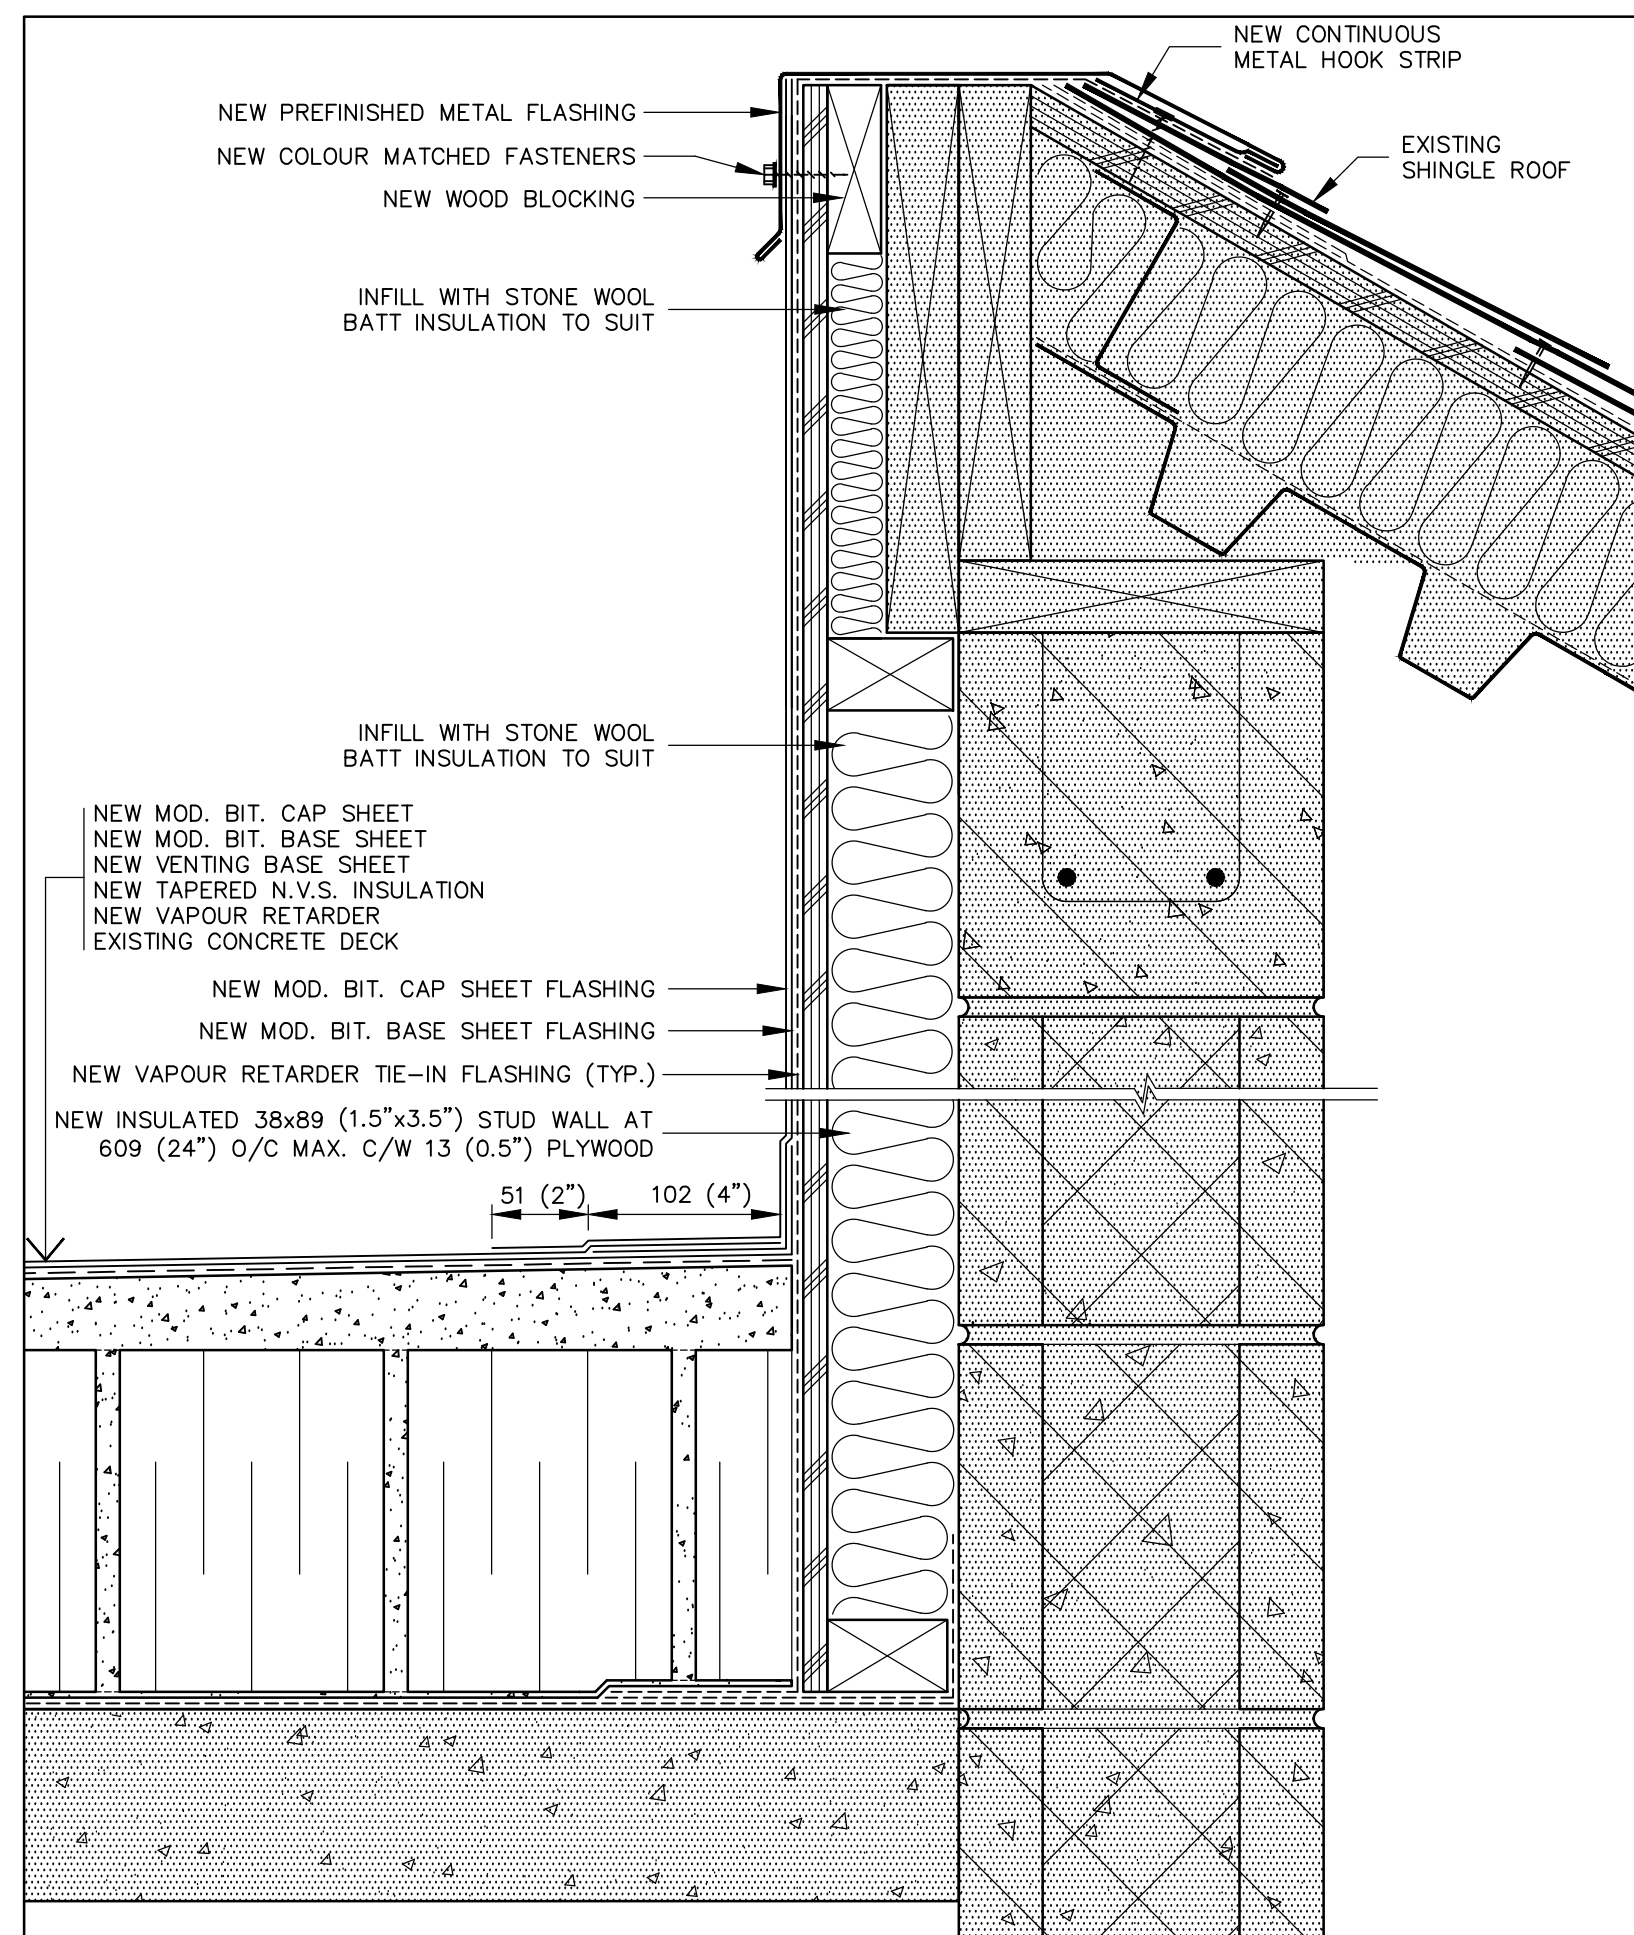 NEW CONTINUOUS
METAL HOOK STRIP
NEW PREFINISHED METAL FLASHING
NEW COLOUR MATCHED FASTENERS
NEW WOOD BLOCKING
EXISTING
SHINGLE ROOF
INFILL WITH STONE WOOL
BATT INSULATION TO SUIT
INFILL WITH STONE WOOL
BATT INSULATION TO SUIT
NEW MOD. BIT. CAP SHEET
NEW MOD. BIT. BASE SHEET
NEW VENTING BASE SHEET
NEW TAPERED N.V.S. INSULATION
NEW VAPOUR RETARDER
EXISTING CONCRETE DECK
NEW MOD. BIT. CAP SHEET FLASHING
NEW MOD. BIT. BASE SHEET FLASHING
NEW VAPOUR RETARDER TIE-IN FLASHING (TYP.)
NEW INSULATED 38x89 (1.5"x3.5") STUD WALL AT
609 (24") O/C MAX. C/W 13 (0.5") PLYWOOD
51 (2") 102 (4")